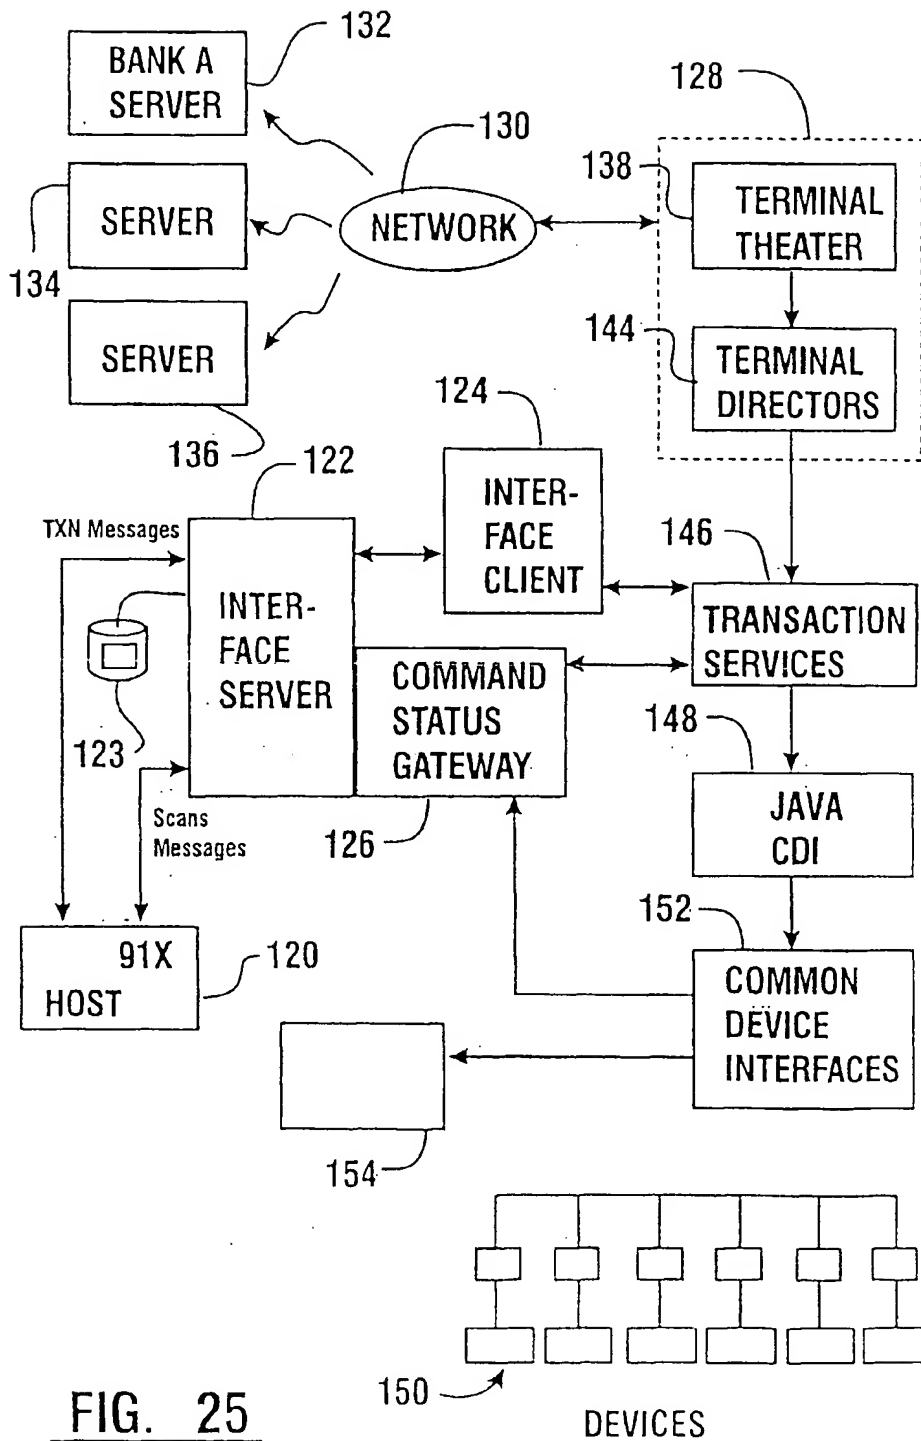 132
BANK A
SERVER
128
130
138
TERMINAL
THEATER
SERVER
NETWORK
134
144
SERVER
TERMINAL
DIRECTORS
124
136
122
INTER-
FACE
CLIENT
TXN Messages
146
INTER-
FACE
SERVER
TRANSACTION
SERVICES
COMMAND
STATUS
GATEWAY
148
123
JAVA
CDI
Scans
Messages
126
152
91X
HOST
120
COMMON
DEVICE
INTERFACES
154
150
DEVICES
FIG. 25